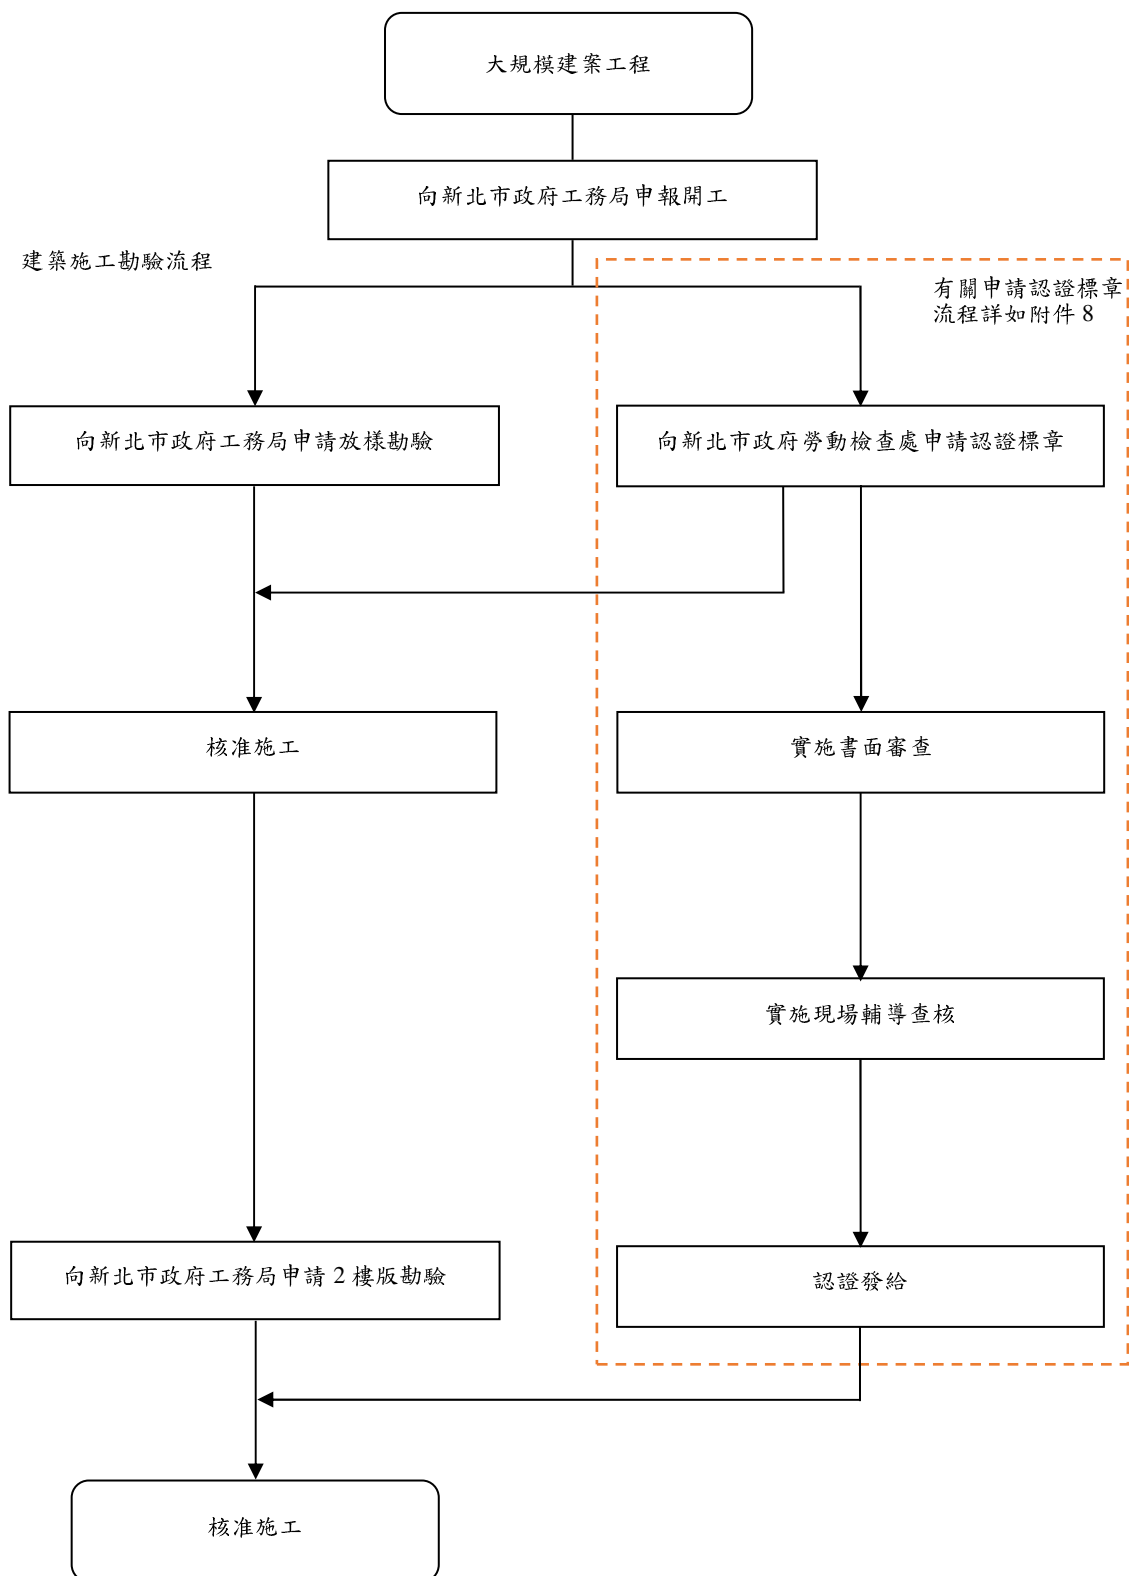 大規模建案工程
向新北市政府工務局申報開工
建築施工勘驗流程
有關申請認證標章
流程詳如附件 8
向新北市政府工務局申請放樣勘驗
向新北市政府勞動檢查處申請認證標章
核准施工
實施書面審查
實施現場輔導查核
向新北市政府工務局申請 2 樓版勘驗
認證發給
核准施工